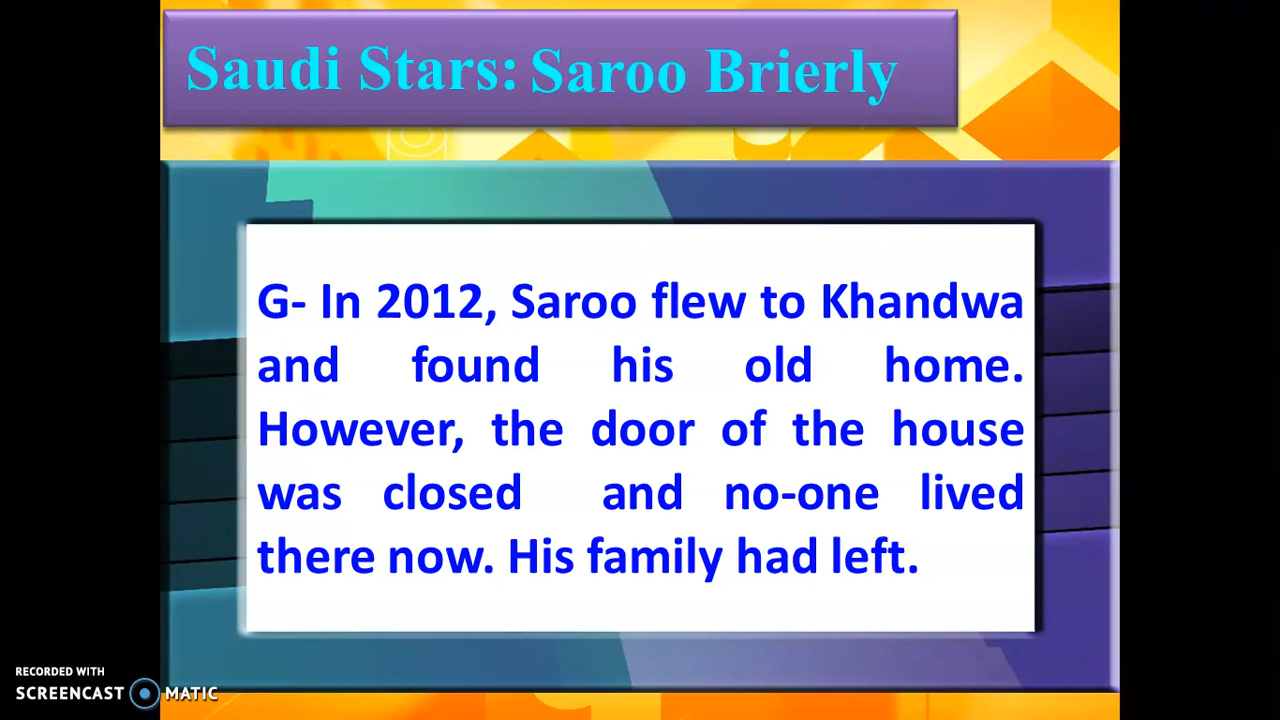 Saudi Stars: Saroo Brierly
G- In 2012, Saroo flew to Khandwa
and found his old home.
However, the door of the house
was closed and no-one lived
there now. His family had left.
RECORDED WITH
SCREENCAST MATIC